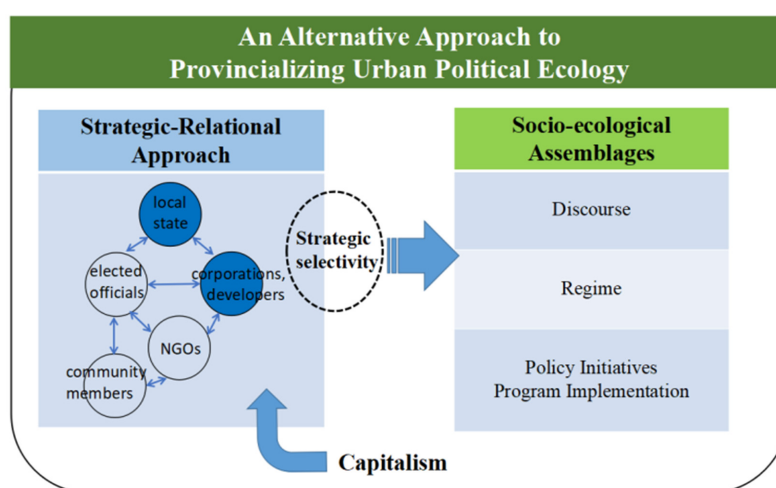 An Alternative Approach to
Provincializing Urban Political Ecology
Strategic-Relational
Approach
local
state
elected
officials
corporations,
developers
NGOs
community
members
Strategic
selectivity
Capitalism
Socio-ecological
Assemblages
Discourse
Regime
Policy Initiatives
Program Implementation